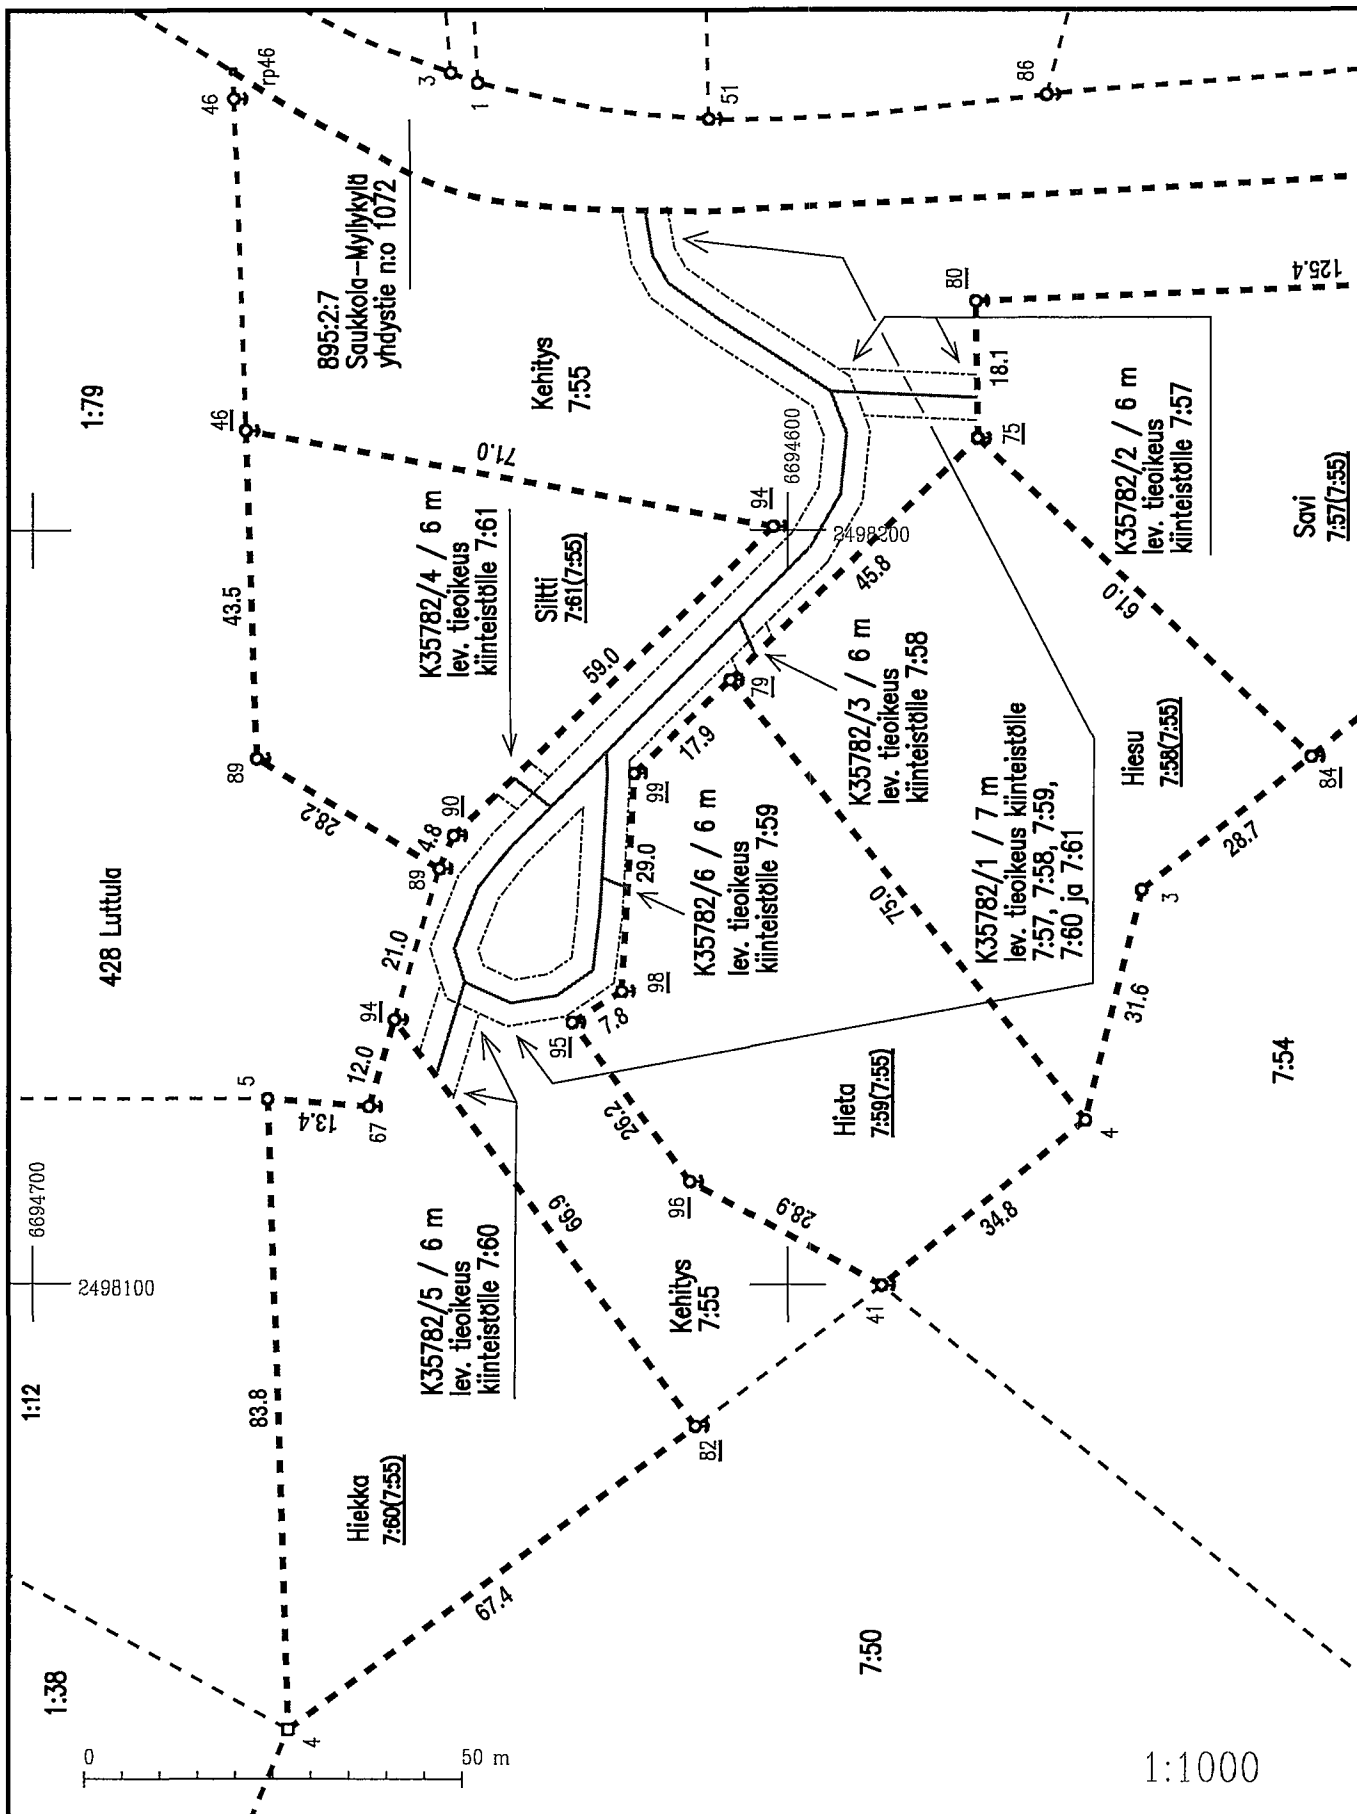 1:79
428 Luttula
1:12
1:38
46
rp46
3
1
51
86
895:2:7
Saukkola-Myllykylä
yhdystie n:o 1072
46
43.5
89
28.2
71.0
Kehitys
7:55
80
125.4
18.1
75
94
6694600
2498200
K35782/4 / 6 m
lev. tieoikeus
kiinteistölle 7:61
Siltti
7:61(7:55)
59.0
4.8
90
89
21.0
94
12.0
67
13.4
5
45.8
79
17.9
99
29.0
98
7.8
95
26.2
96
28.9
41
K35782/2 / 6 m
lev. tieoikeus
kiinteistölle 7:57
Savi
7:57(7:55)
61.0
84
28.7
3
31.6
4
34.8
75.0
K35782/3 / 6 m
lev. tieoikeus
kiinteistölle 7:58
Hiesu
7:58(7:55)
K35782/6 / 6 m
lev. tieoikeus
kiinteistölle 7:59
K35782/1 / 7 m
lev. tieoikeus kiinteistölle
7:57, 7:58, 7:59,
7:60 ja 7:61
Hieta
7:59(7:55)
7:54
6694700
2498100
83.8
K35782/5 / 6 m
lev. tieoikeus
kiinteistölle 7:60
66.9
Kehitys
7:55
82
Hiekka
7:60(7:55)
67.4
4
7:50
0
50 m
1:1000